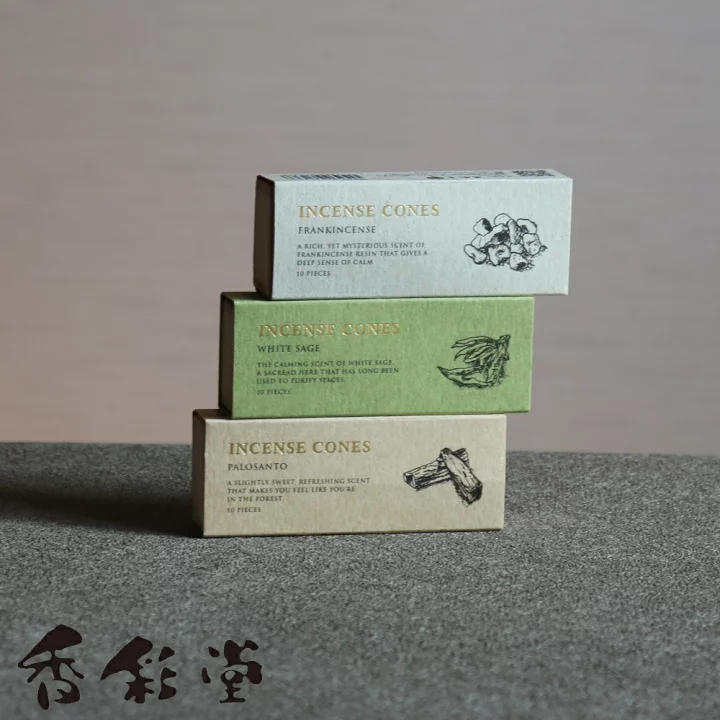 INCENSE CONES
FRANKINCENSE
A RICH, YET MYSTERIOUS SCENT OF
FRANKINCENSE RESIN THAT GIVES A
DEEP SENSE OF CALM
10 PIECES
INCENSE CONES
WHITE SAGE
THE CALMING SCENT OF WHITE SAGE,
A SACREAD HERB THAT HAS LONG BEEN
USED TO PURIFY SPACES.
10 PIECES
INCENSE CONES
PALOSANTO
A SLIGHTLY SWEET, REFRESHING SCENT
THAT MAKES YOU FEEL LIKE YOU'RE
IN THE FOREST.
10 PIECES
香彩堂